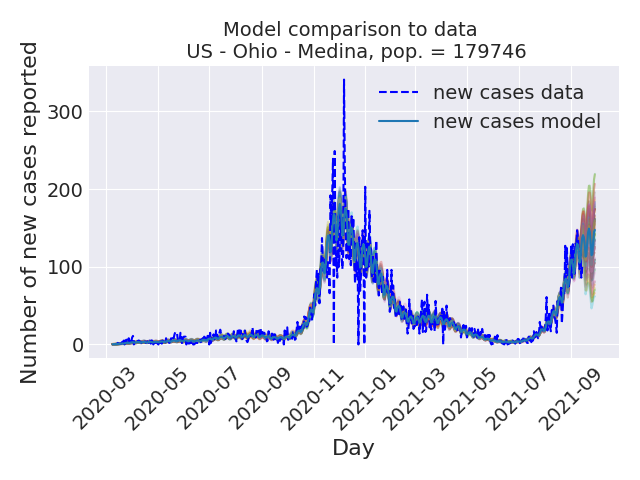 Model comparison to data
US - Ohio - Medina, pop. = 179746
Number of new cases reported
300
200
100
0
new cases data
new cases model
2020-03
2020-05
2020-07
2020-09
2020-11
2021-01
2021-03
2021-05
2021-07
2021-09
Day